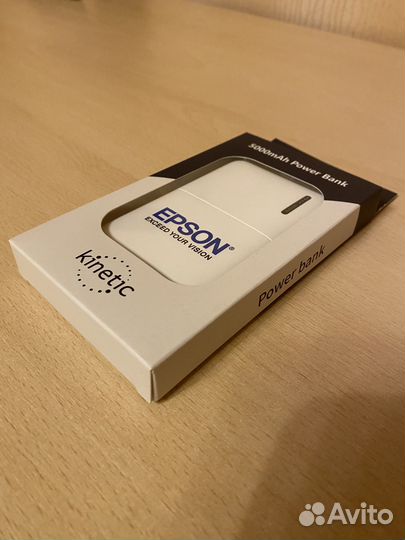 5000mAh Power Bank
EPSON®
EXCEED YOUR VISION
kinetic
Power bank
Avito